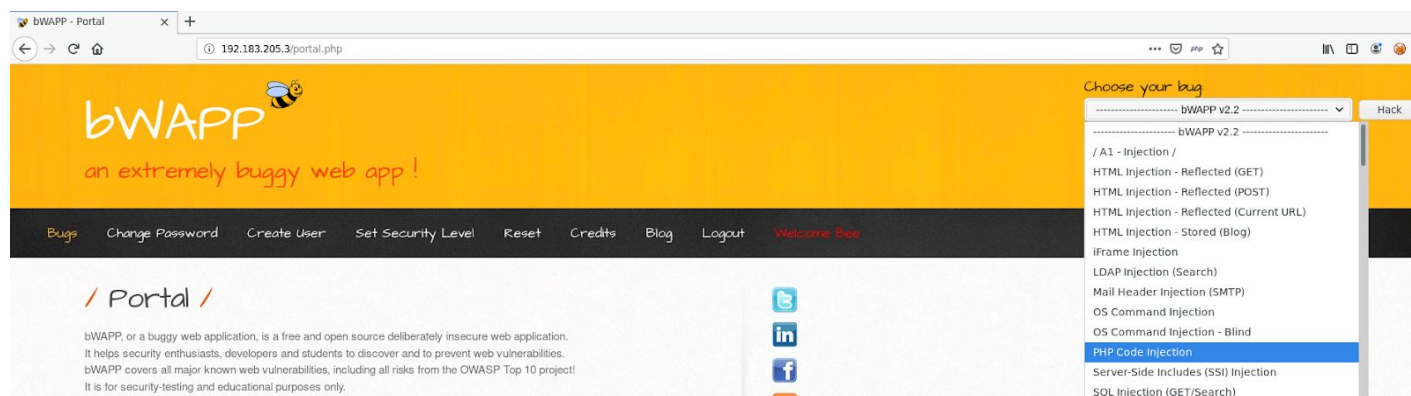 bWAPP - Portal
192.183.205.3/portal.php
php
bWAPP
an extremely buggy web app !
Choose your bug:
---------------------- bWAPP v2.2 ----------------------
Hack
---------------------- bWAPP v2.2 ----------------------
/ A1 - Injection /
HTML Injection - Reflected (GET)
HTML Injection - Reflected (POST)
HTML Injection - Reflected (Current URL)
HTML Injection - Stored (Blog)
iFrame Injection
LDAP Injection (Search)
Mail Header Injection (SMTP)
OS Command Injection
OS Command Injection - Blind
PHP Code Injection
Server-Side Includes (SSI) Injection
SQL Injection (GET/Search)
Bugs Change Password Create User Set Security Level Reset Credits Blog Logout Welcome Bee
/ Portal /
bWAPP, or a buggy web application, is a free and open source deliberately insecure web application.
It helps security enthusiasts, developers and students to discover and to prevent web vulnerabilities.
bWAPP covers all major known web vulnerabilities, including all risks from the OWASP Top 10 project!
It is for security-testing and educational purposes only.